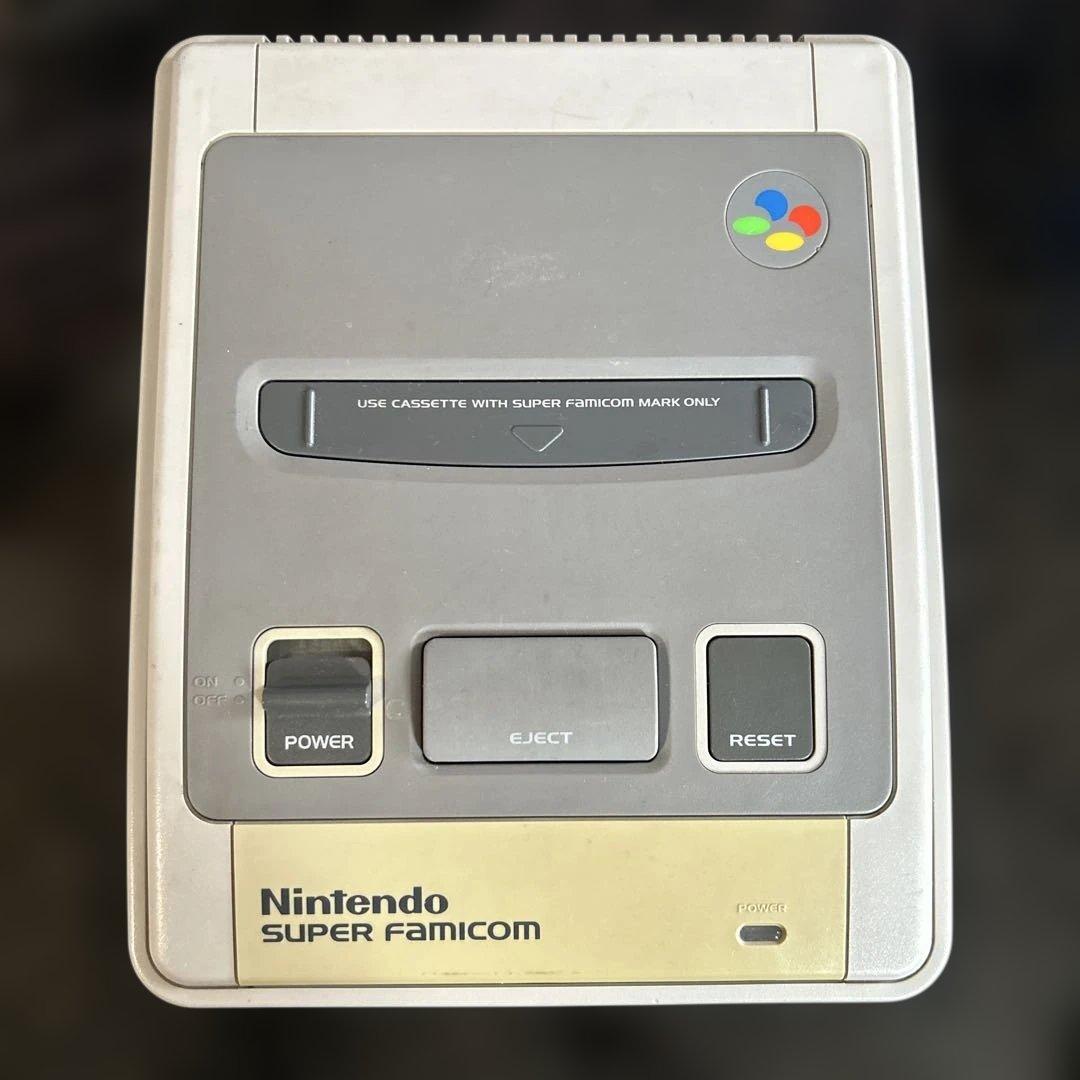 USE CASSETTE WITH SUPER FAMICOM MARK ONLY
ON
OFF
POWER
EJECT
RESET
Nintendo
SUPER FAMICOM
POWER